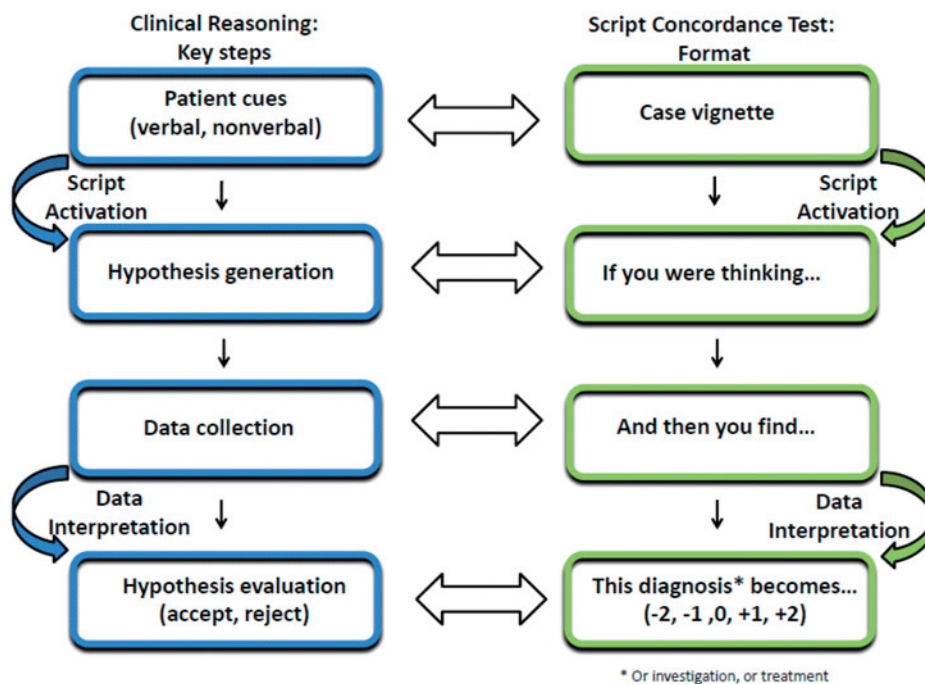 Clinical Reasoning:
Key steps
Script Concordance Test:
Format
Patient cues
(verbal, nonverbal)
Case vignette
Script
Activation
Script
Activation
Hypothesis generation
If you were thinking...
Data collection
And then you find...
Data
Interpretation
Data
Interpretation
Hypothesis evaluation
(accept, reject)
This diagnosis* becomes...
(-2, -1 ,0, +1, +2)
* Or investigation, or treatment